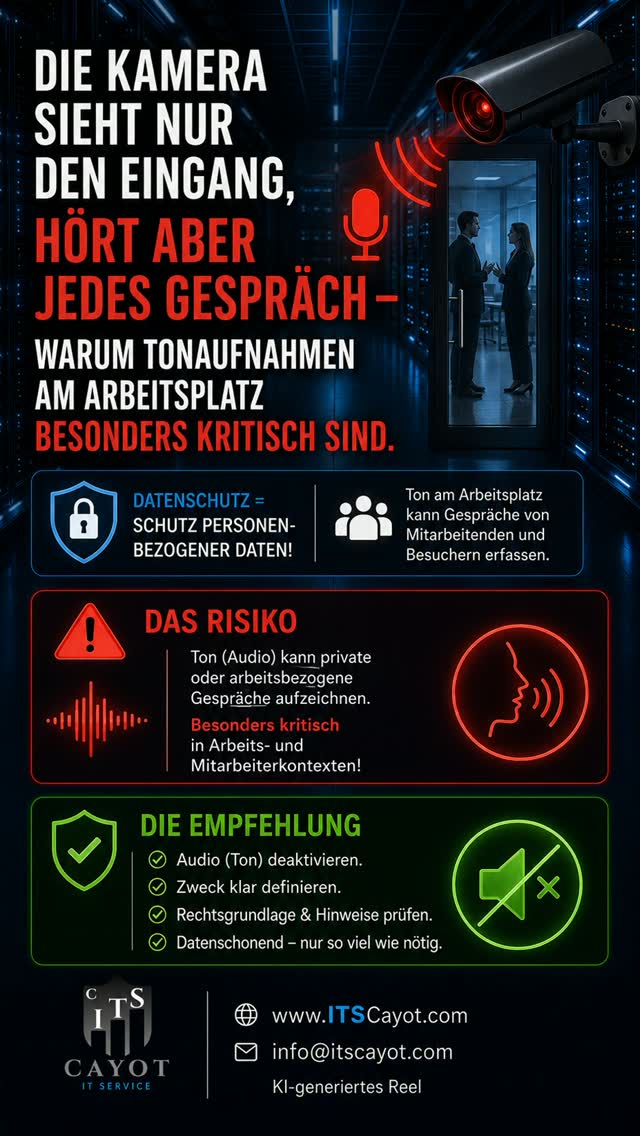 DIE KAMERA
SIEHT NUR
DEN EINGANG,
HÖRT ABER
JEDES GESPRÄCH –
WARUM TONAUFNAHMEN
AM ARBEITSPLATZ
BESONDERS KRITISCH SIND.
DATENSCHUTZ =
SCHUTZ PERSONEN-
BEZOGENER DATEN!
Ton am Arbeitsplatz
kann Gespräche von
Mitarbeitenden und
Besuchern erfassen.
DAS RISIKO
Ton (Audio) kann private
oder arbeitsbezogene
Gespräche aufzeichnen.
Besonders kritisch
in Arbeits- und
Mitarbeiterkontexten!
DIE EMPFEHLUNG
Audio (Ton) deaktivieren.
Zweck klar definieren.
Rechtsgrundlage & Hinweise prüfen.
Datenschonend – nur so viel wie nötig.
C ITS
CAYOT
IT SERVICE
www.ITSCayot.com
info@itscayot.com
KI-generiertes Reel